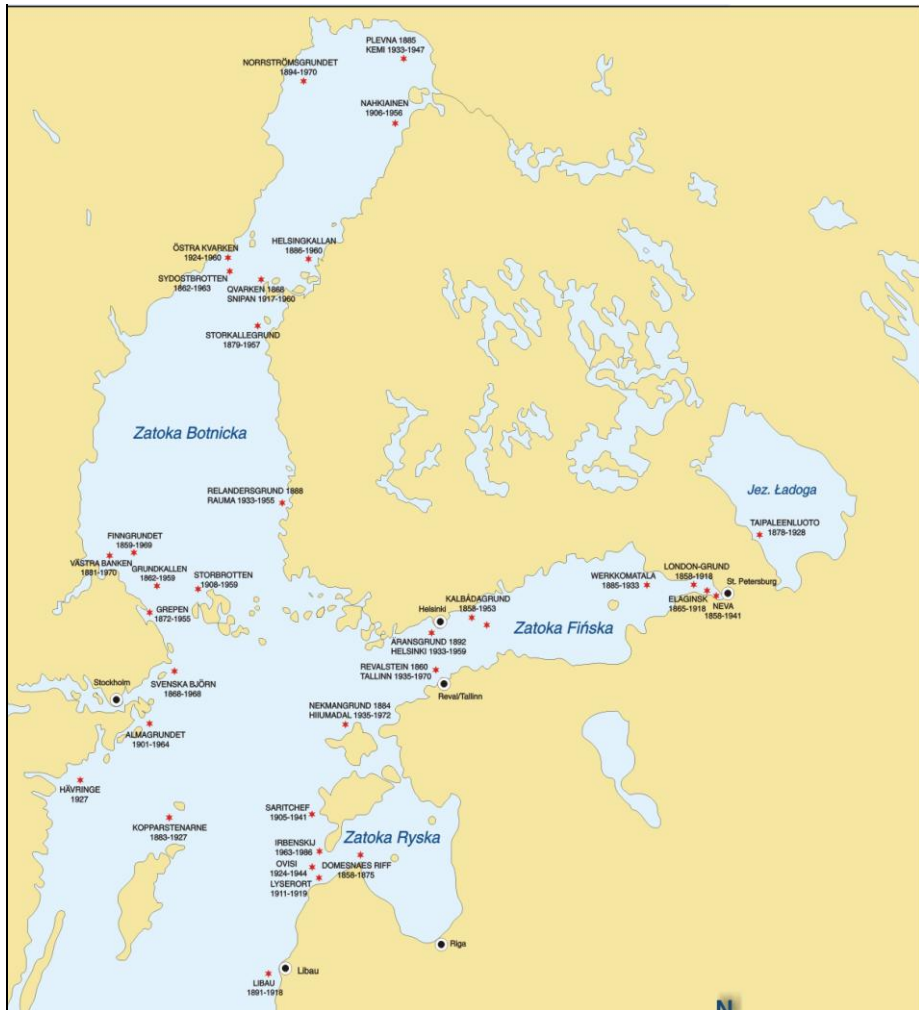 PLEVNA 1885
KEMI 1933-1947
NORRSTRÖMSGRUNDET
1894-1970
NAHKIAINEN
1906-1956
ÖSTRA KVARKEN
1924-1960
HELSINGKALLAN
1886-1960
SYDOSTBROTTEN
1862-1963
QVARKEN 1868
SNIPAN 1917-1960
STORKALLEGRUND
1879-1957
Zatoka Botnicka
RELANDERSGRUND 1888
RAUMA 1933-1955
Jez. Ładoga
TAIPALEENLUOTO
1878-1928
FINNGRUNDET
1859-1969
VÄSTRA BANKEN
1881-1970
GRUNDKALLEN
1862-1959
STORBROTTEN
1908-1959
GREPEN
1872-1955
WERKKOMATALA
1885-1933
LONDON-GRUND
1858-1918
St. Petersburg
ELAGINSK
1865-1918
NEVA
1858-1941
KALBÅDAGRUND
1858-1953
Helsinki
Zatoka Fińska
ÄRANSGRUND 1892
HELSINKI 1933-1959
REVALSTEIN 1860
TALLINN 1935-1970
Reval/Tallinn
SVENSKA BJÖRN
1868-1968
Stockholm
NEKMANGRUND 1884
HIIUMADAL 1935-1972
ALMAGRUNDET
1901-1964
HÄVRINGE
1927
KOPPARSTENARNE
1883-1927
SARITCHEF
1905-1941
Zatoka Ryska
IRBENSKIJ
1963-1986
OVISI
1924-1944
LYSERORT
1911-1919
DOMESNAES RIFF
1858-1875
Riga
Libau
LIBAU
1891-1918
N